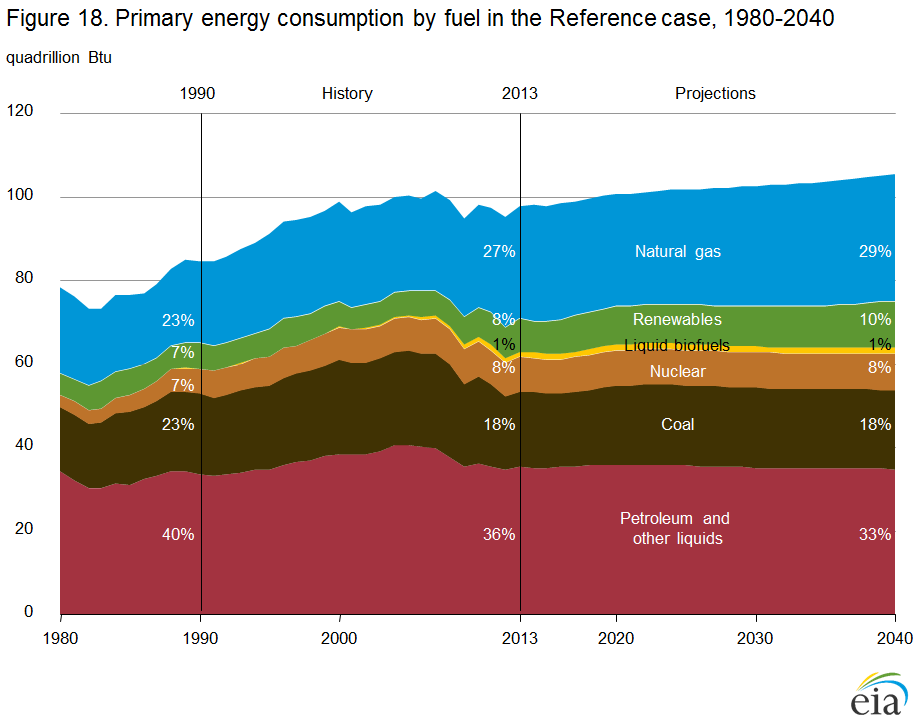 Figure 18. Primary energy consumption by fuel in the Reference case, 1980-2040
quadrillion Btu
1990 History 2013 Projections
120
100
80
60
40
20
0
27% Natural gas 29%
23%
8% Renewables 10%
7%
1% Liquid biofuels 1%
8% Nuclear 8%
7%
23% 18% Coal 18%
Petroleum and
40% 36% other liquids 33%
1980 1990 2000 2013 2020 2030 2040
eia